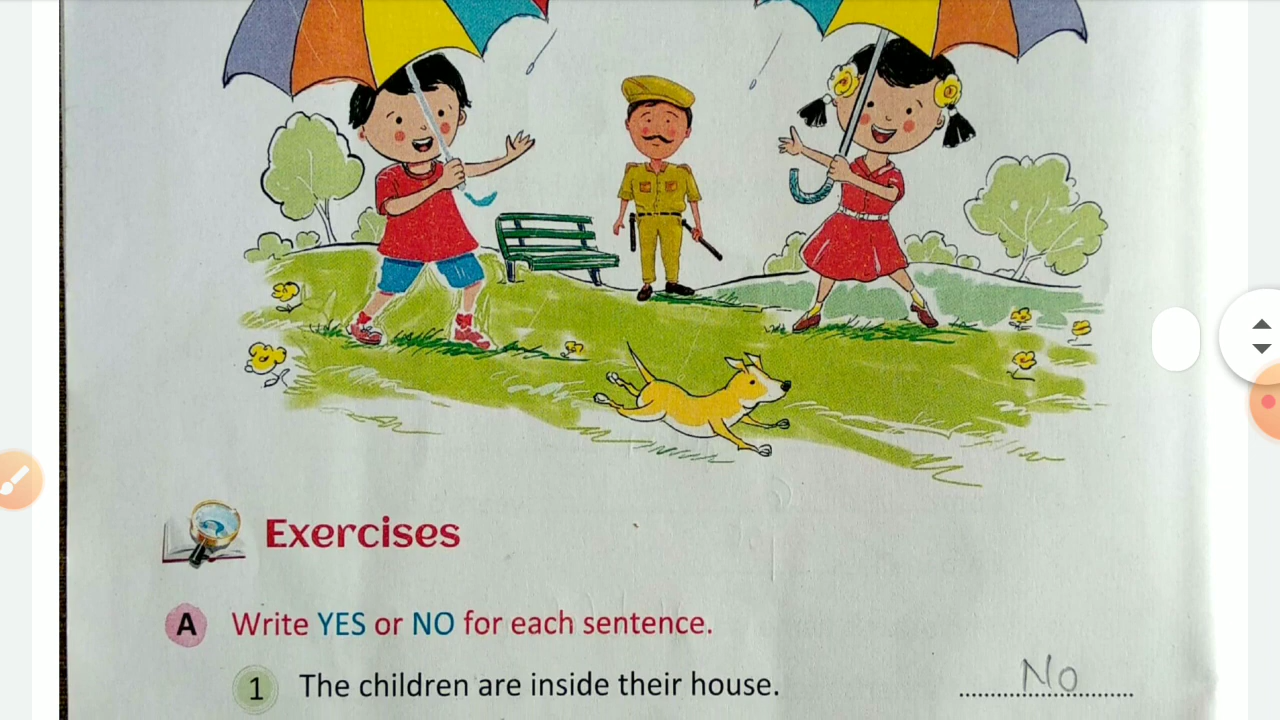 Exercises
A Write YES or NO for each sentence.
1 The children are inside their house. No